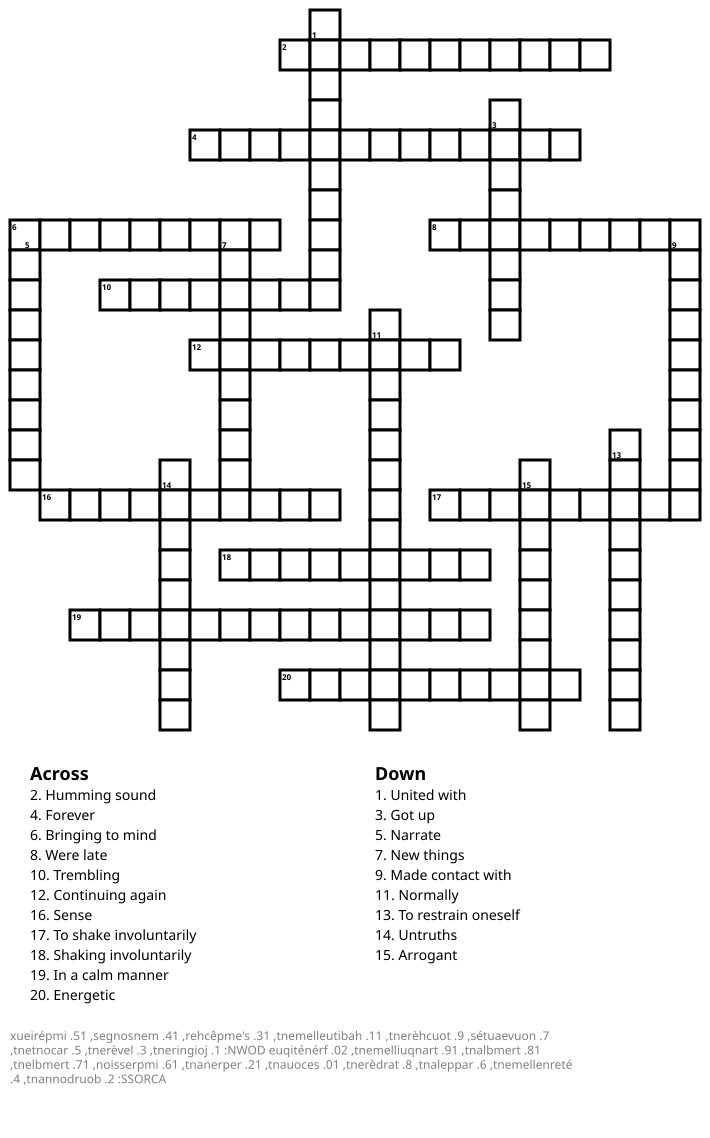 1
2
3
4
6
5
7
8
9
10
11
12
13
14
15
16
17
18
19
20
Across
2. Humming sound
4. Forever
6. Bringing to mind
8. Were late
10. Trembling
12. Continuing again
16. Sense
17. To shake involuntarily
18. Shaking involuntarily
19. In a calm manner
20. Energetic
Down
1. United with
3. Got up
5. Narrate
7. New things
9. Made contact with
11. Normally
13. To restrain oneself
14. Untruths
15. Arrogant
xueirépmi .51 ,segnosnem .41 ,rehcêpme's .31 ,tnemelleutibah .11 ,tnerèhcuot .9 ,sétuaevuon .7
,tnetnocar .5 ,tnerèvel .3 ,tneringioj .1 :NWOD euqiténérf .02 ,tnemelliuqnart .91 ,tnalbmert .81
,tnelbmert .71 ,noisserpmi .61 ,tnanerper .21 ,tnauoces .01 ,tnerèdrat .8 ,tnaleppar .6 ,tnemellenreté
.4 ,tnannodruob .2 :SSORCA